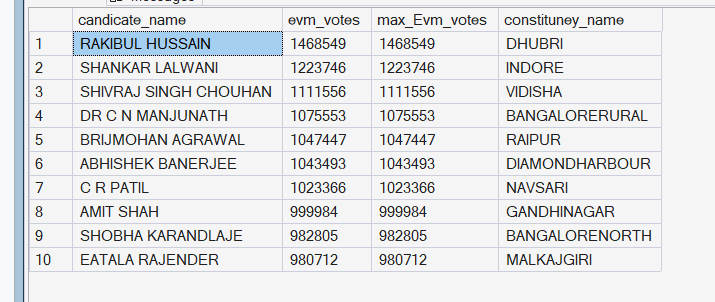 messages
candicate_name evm_votes max_Evm_votes constituney_name
1 RAKIBUL HUSSAIN 1468549 1468549 DHUBRI
2 SHANKAR LALWANI 1223746 1223746 INDORE
3 SHIVRAJ SINGH CHOUHAN 1111556 1111556 VIDISHA
4 DR C N MANJUNATH 1075553 1075553 BANGALORERURAL
5 BRIJMOHAN AGRAWAL 1047447 1047447 RAIPUR
6 ABHISHEK BANERJEE 1043493 1043493 DIAMONDHARBOUR
7 C R PATIL 1023366 1023366 NAVSARI
8 AMIT SHAH 999984 999984 GANDHINAGAR
9 SHOBHA KARANDLAJE 982805 982805 BANGALORENORTH
10 EATALA RAJENDER 980712 980712 MALKAJGIRI